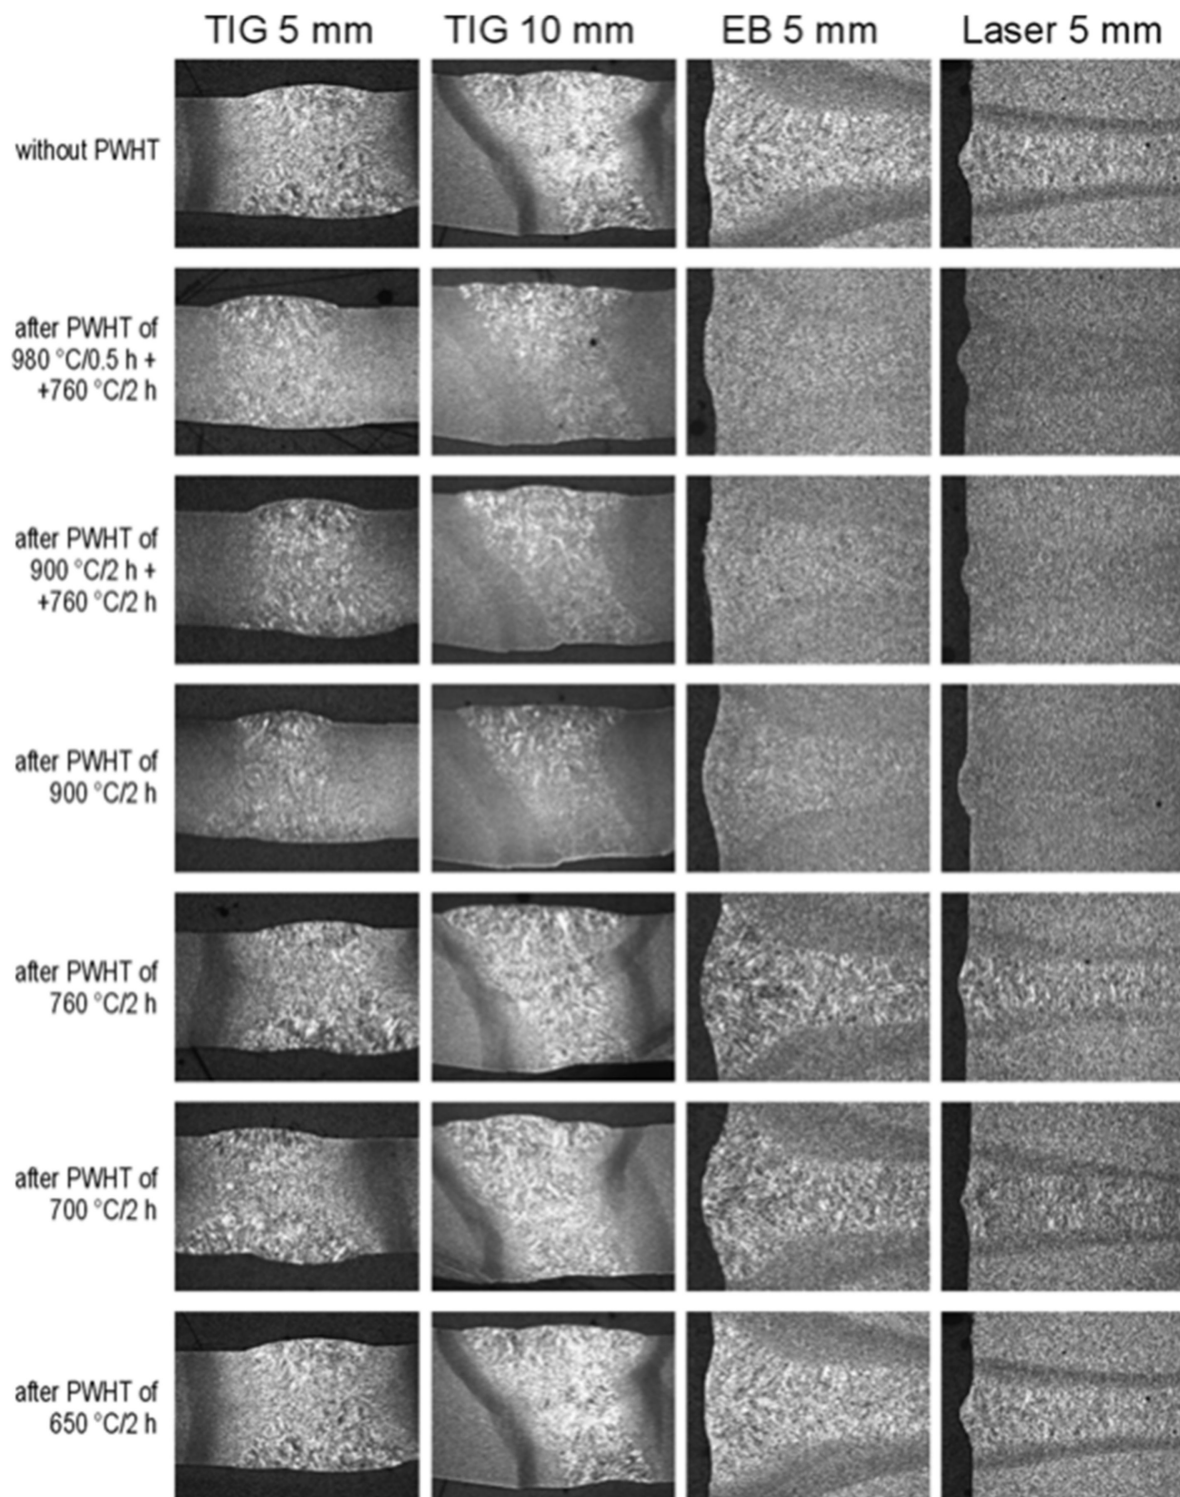 TIG 5 mm TIG 10 mm EB 5 mm Laser 5 mm
without PWHT
after PWHT of
980 °C/0.5 h +
+760 °C/2 h
after PWHT of
900 °C/2 h +
+760 °C/2 h
after PWHT of
900 °C/2 h
after PWHT of
760 °C/2 h
after PWHT of
700 °C/2 h
after PWHT of
650 °C/2 h